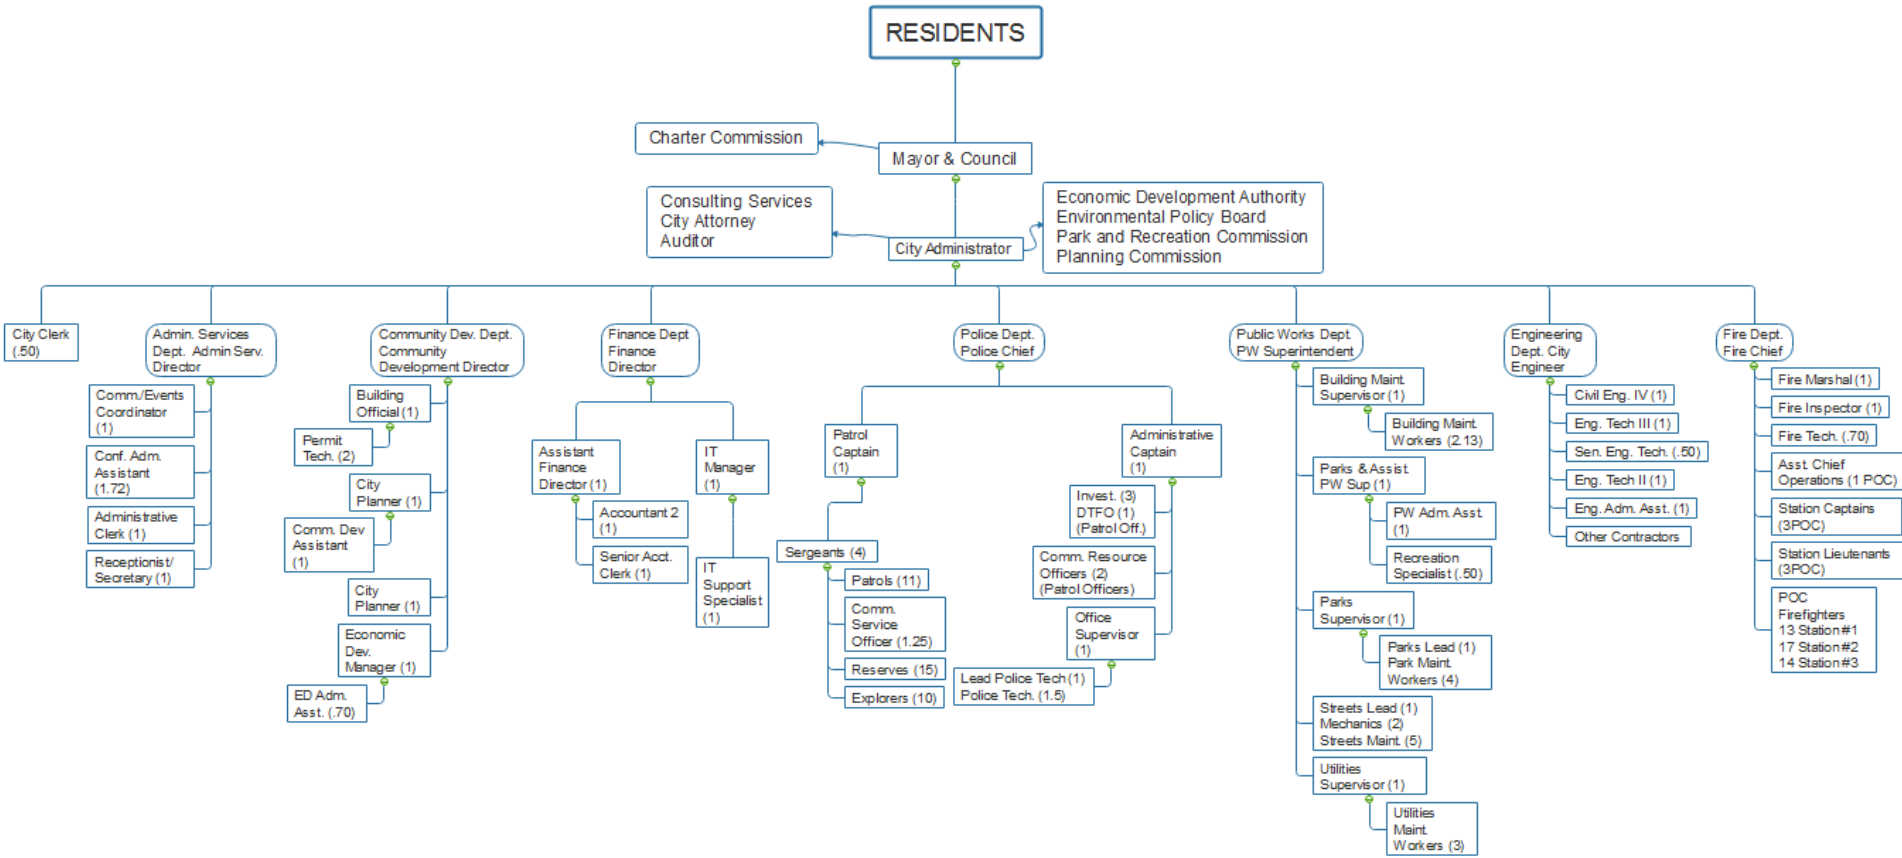 RESIDENTS
Charter Commission
Mayor & Council
Consulting Services
City Attorney
Auditor
Economic Development Authority
Environmental Policy Board
Park and Recreation Commission
Planning Commission
City Administrator
City Clerk
(.50)
Admin. Services
Dept. Admin Serv.
Director
Comm./Events
Coordinator
(1)
Conf. Adm.
Assistant
(1.72)
Administrative
Clerk (1)
Receptionist/
Secretary (1)
Community Dev. Dept.
Community
Development Director
Building
Official (1)
Permit
Tech. (2)
City
Planner (1)
Comm. Dev
Assistant
(1)
City
Planner (1)
Economic
Dev.
Manager (1)
ED Adm.
Asst. (.70)
Finance Dept
Finance
Director
Assistant
Finance
Director (1)
Accountant 2
(1)
Senior Acct.
Clerk (1)
IT
Manager
(1)
IT
Support
Specialist
(1)
Police Dept.
Police Chief
Patrol
Captain
(1)
Sergeants (4)
Patrols (11)
Comm.
Service
Officer (1.25)
Reserves (15)
Explorers (10)
Administrative
Captain
(1)
Invest. (3)
DTFO (1)
(Patrol Off.)
Comm. Resource
Officers (2)
(Patrol Officers)
Office
Supervisor
(1)
Lead Police Tech (1)
Police Tech. (1.5)
Public Works Dept.
PW Superintendent
Building Maint.
Supervisor (1)
Building Maint.
Workers (2.13)
Parks & Assist.
PW Sup (1)
PW Adm. Asst.
(1)
Recreation
Specialist (.50)
Parks
Supervisor (1)
Parks Lead (1)
Park Maint.
Workers (4)
Streets Lead (1)
Mechanics (2)
Streets Maint. (5)
Utilities
Supervisor (1)
Utilities
Maint.
Workers (3)
Engineering
Dept. City
Engineer
Civil Eng. IV (1)
Eng. Tech III (1)
Sen. Eng. Tech. (.50)
Eng. Tech II (1)
Eng. Adm. Asst. (1)
Other Contractors
Fire Dept.
Fire Chief
Fire Marshal (1)
Fire Inspector (1)
Fire Tech. (.70)
Asst. Chief
Operations (1 POC)
Station Captains
(3POC)
Station Lieutenants
(3POC)
POC
Firefighters
13 Station #1
17 Station #2
14 Station #3